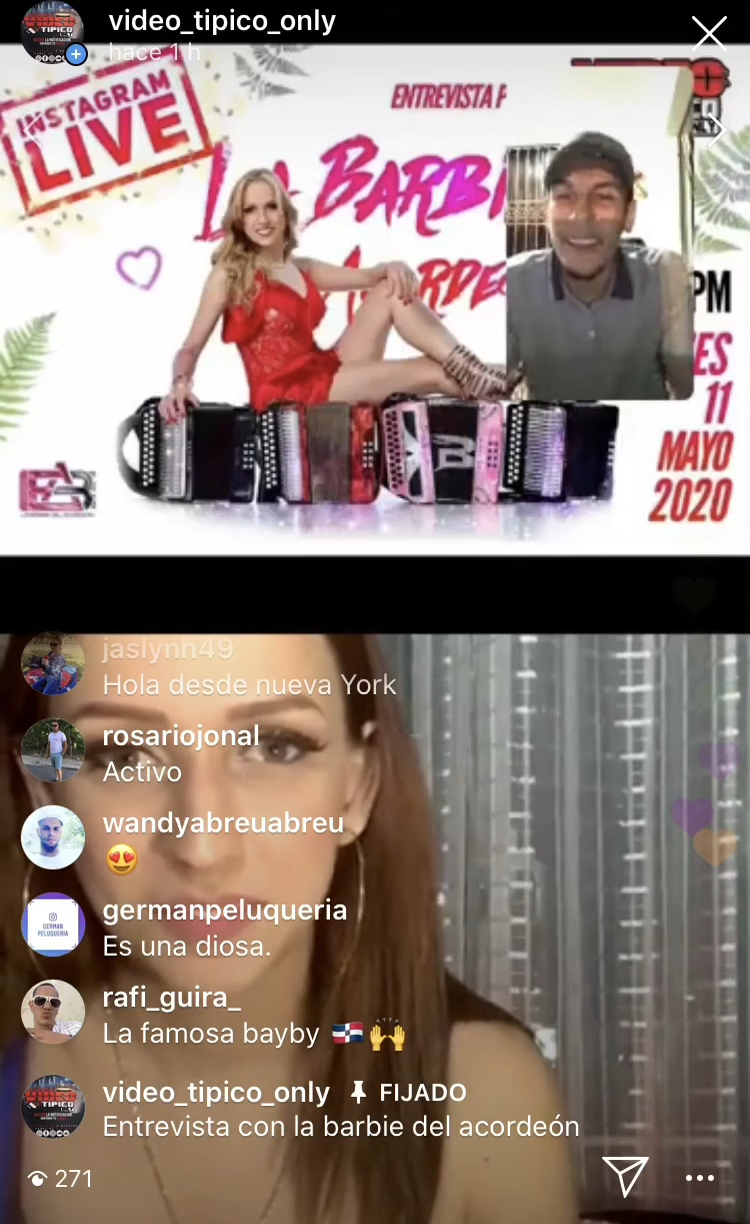 video_tipico_only
hace 1 h
INSTAGRAM
LIVE
ENTREVISTA
LA BARBI
PM
ES
11
MAYO
2020
jaslynh49
Hola desde nueva York
rosariojonal
Activo
wandyabreuabreu
😍
germanpeluqueria
Es una diosa.
rafi_guira_
La famosa bayby 🇩🇴🙌
video_tipico_only 📌 FIJADO
Entrevista con la barbie del acordeón
271